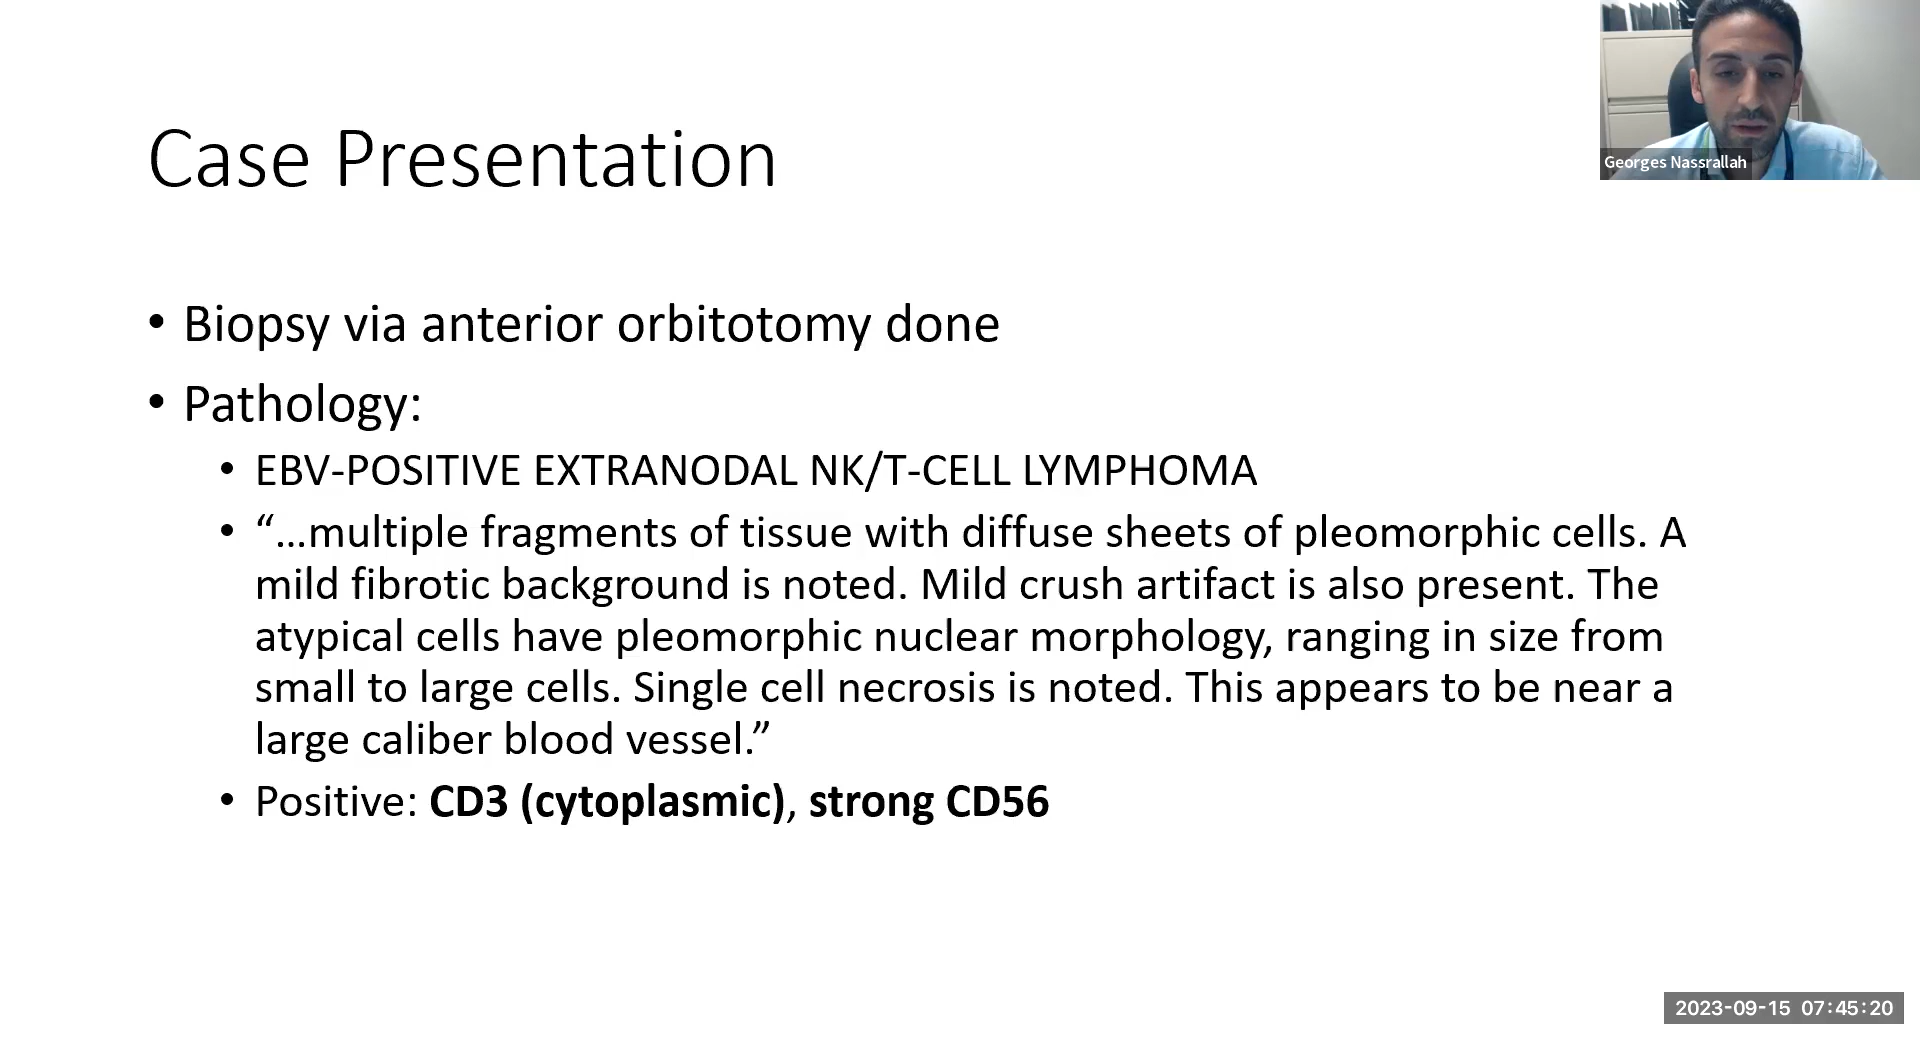 Case Presentation
Georges Nassrallah
• Biopsy via anterior orbitotomy done
• Pathology:
• EBV-POSITIVE EXTRANODAL NK/T-CELL LYMPHOMA
• “…multiple fragments of tissue with diffuse sheets of pleomorphic cells. A
mild fibrotic background is noted. Mild crush artifact is also present. The
atypical cells have pleomorphic nuclear morphology, ranging in size from
small to large cells. Single cell necrosis is noted. This appears to be near a
large caliber blood vessel.”
• Positive: CD3 (cytoplasmic), strong CD56
2023-09-15 07:45:20